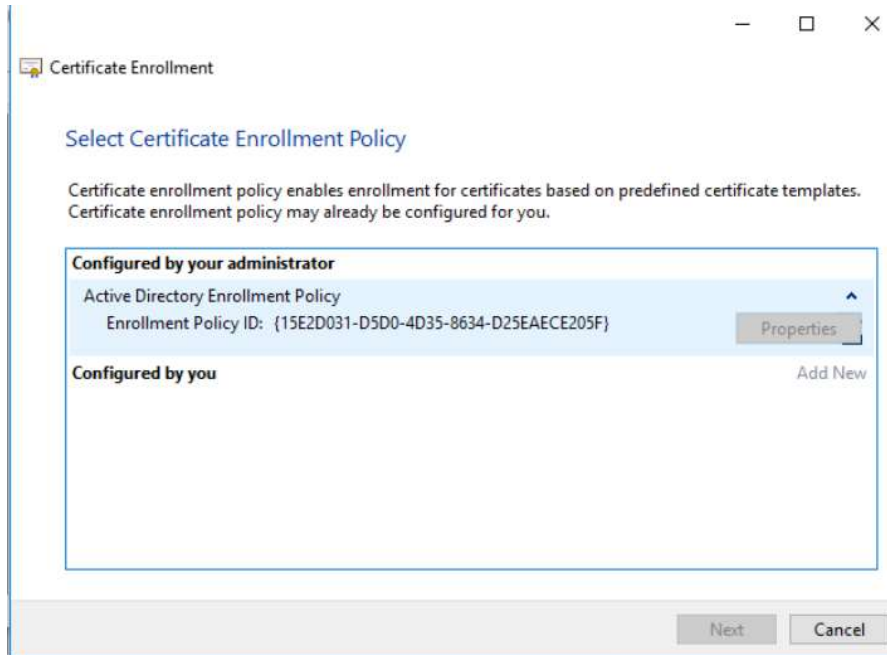 Certificate Enrollment
Select Certificate Enrollment Policy
Certificate enrollment policy enables enrollment for certificates based on predefined certificate templates.
Certificate enrollment policy may already be configured for you.
Configured by your administrator
Active Directory Enrollment Policy
Enrollment Policy ID: {15E2D031-D5D0-4D35-8634-D25EAECE205F}
Properties
Configured by you
Add New
Next
Cancel